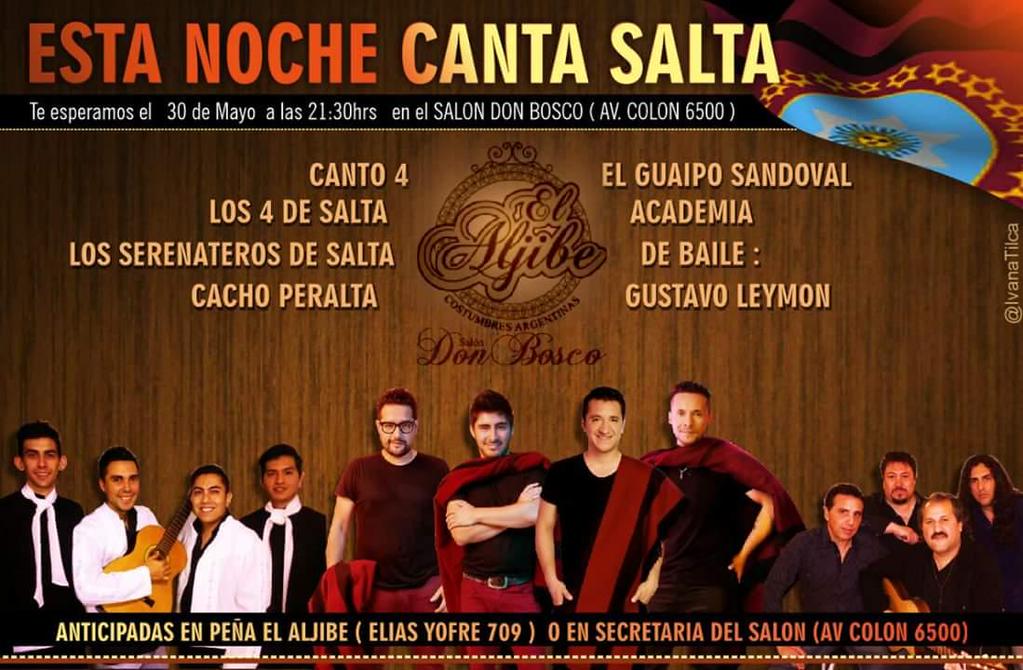 ESTA NOCHE CANTA SALTA
Te esperamos el 30 de Mayo a las 21:30hrs en el SALON DON BOSCO ( AV. COLON 6500 )
CANTO 4
LOS 4 DE SALTA
LOS SERENATEROS DE SALTA
CACHO PERALTA
El
Aljibe
COSTUMBRES ARGENTINAS
Salón
Don Bosco
EL GUAIPO SANDOVAL
ACADEMIA
DE BAILE :
GUSTAVO LEYMON
@IvanaTilca
ANTICIPADAS EN PEÑA EL ALJIBE ( ELIAS YOFRE 709 ) O EN SECRETARIA DEL SALON (AV COLON 6500)